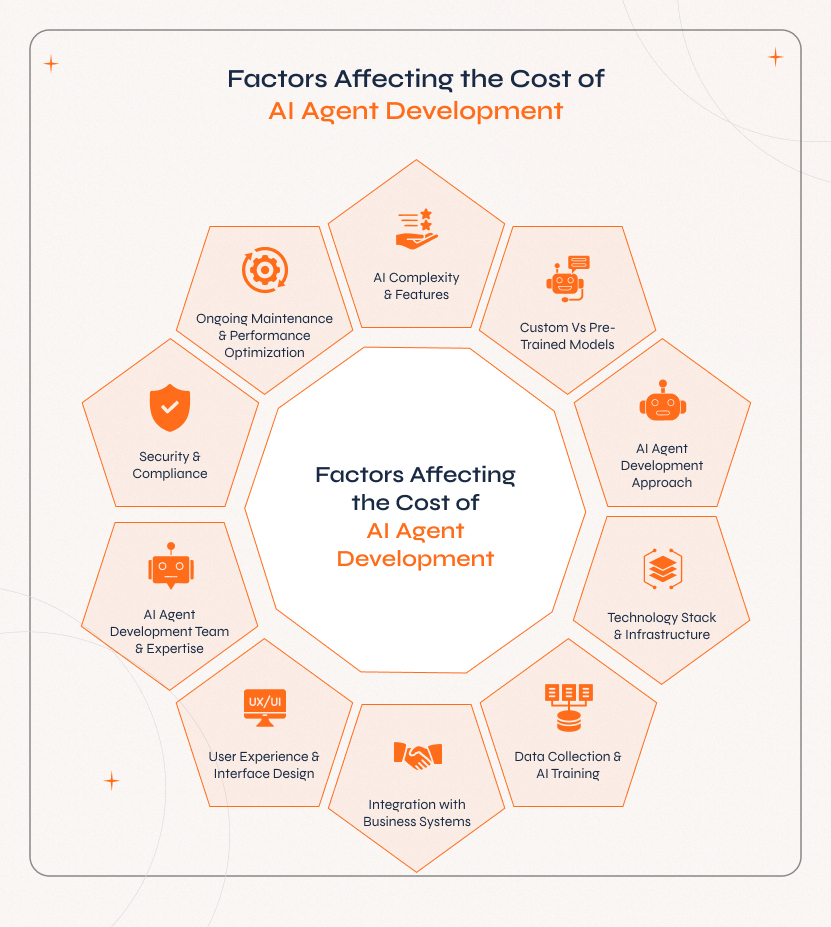 Factors Affecting the Cost of
AI Agent Development
AI Complexity
& Features
Custom Vs Pre-
Trained Models
AI Agent
Development
Approach
Technology Stack
& Infrastructure
Data Collection &
AI Training
Integration with
Business Systems
UX/UI
User Experience &
Interface Design
AI Agent
Development Team
& Expertise
Security &
Compliance
Ongoing Maintenance
& Performance
Optimization
Factors Affecting
the Cost of
AI Agent
Development